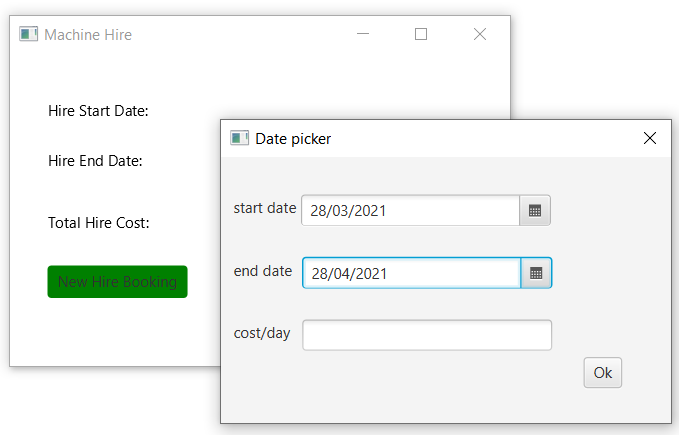 Machine Hire
Hire Start Date:
Hire End Date:
Total Hire Cost:
New Hire Booking
Date picker
start date 28/03/2021
end date 28/04/2021
cost/day
Ok